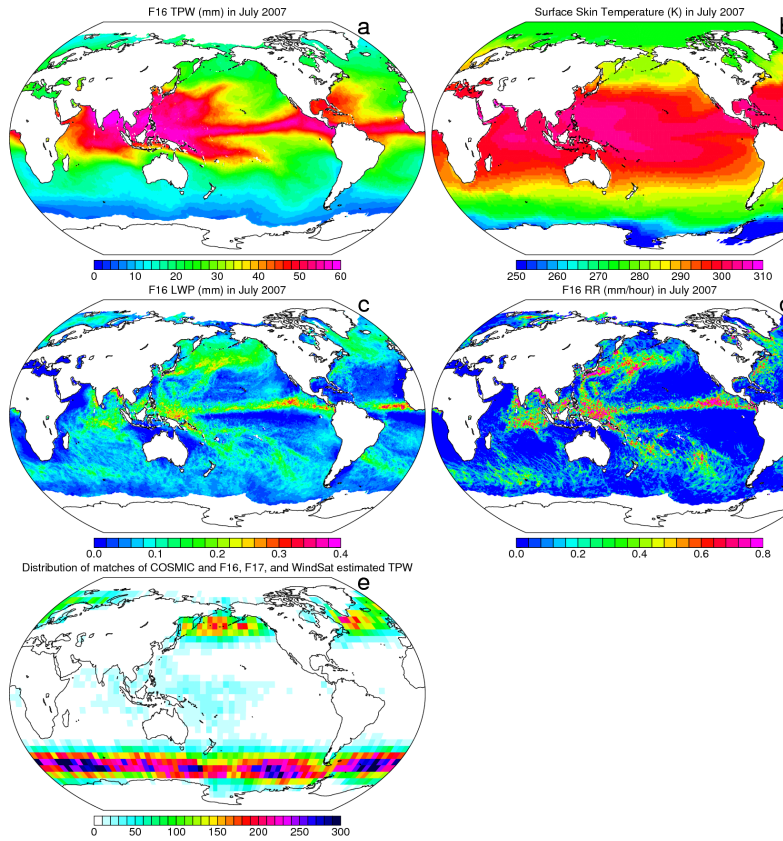 F16 TPW (mm) in July 2007
a
Surface Skin Temperature (K) in July 2007
0 10 20 30 40 50 60
250 260 270 280 290 300 310
F16 LWP (mm) in July 2007
c
F16 RR (mm/hour) in July 2007
0.0 0.1 0.2 0.3 0.4
0.0 0.2 0.4 0.6 0.8
Distribution of matches of COSMIC and F16, F17, and WindSat estimated TPW
e
0 50 100 150 200 250 300